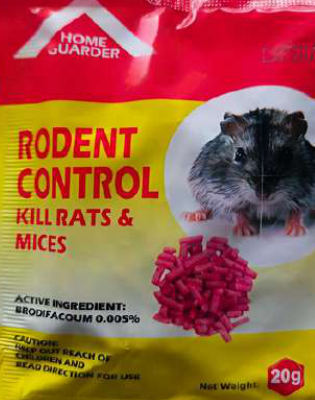 HOME
GUARDER
RODENT
CONTROL
KILL RATS &
MICES
ACTIVE INGREDIENT:
BRODIFACOUM 0.005%
CAUTION:
KEEP OUT REACH OF
CHILDREN AND
READ DIRECTION FOR USE
Net Weight: 20g